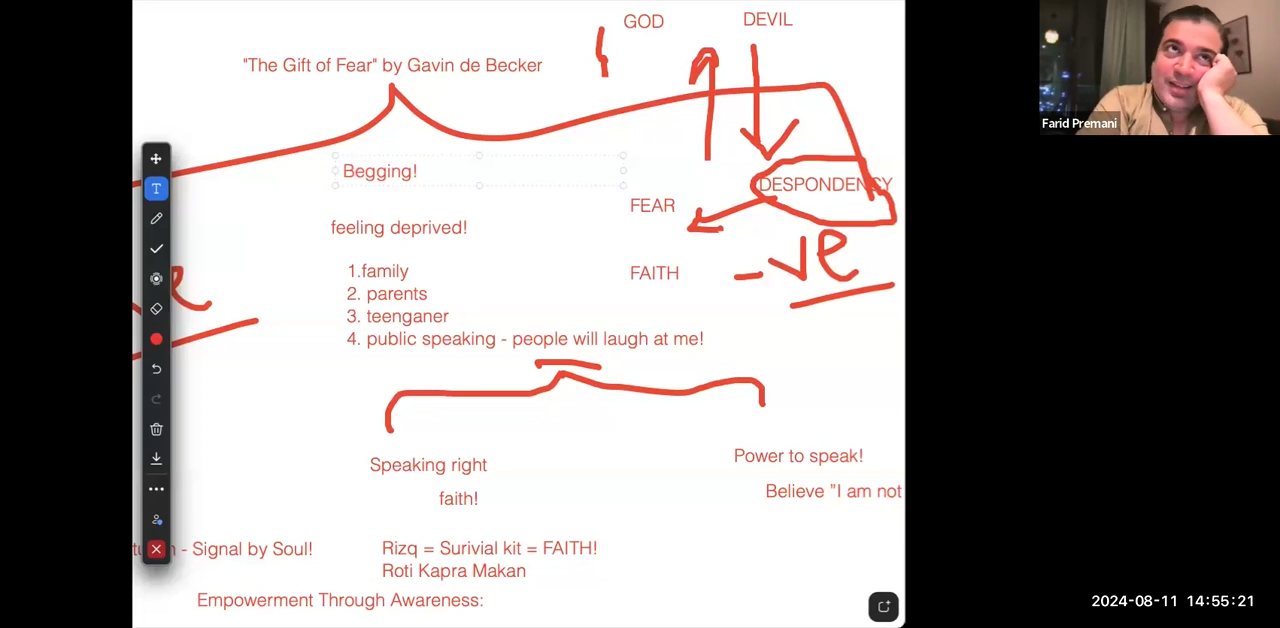 GOD
DEVIL
"The Gift of Fear" by Gavin de Becker
Begging!
DESPONDENCY
FEAR
feeling deprived!
-ve
FAITH
1.family
2. parents
3. teenganer
4. public speaking - people will laugh at me!
Speaking right
Power to speak!
faith!
Believe "I am not
- Signal by Soul!
Rizq = Surivial kit = FAITH!
Roti Kapra Makan
Empowerment Through Awareness:
Farid Premani
2024-08-11 14:55:21